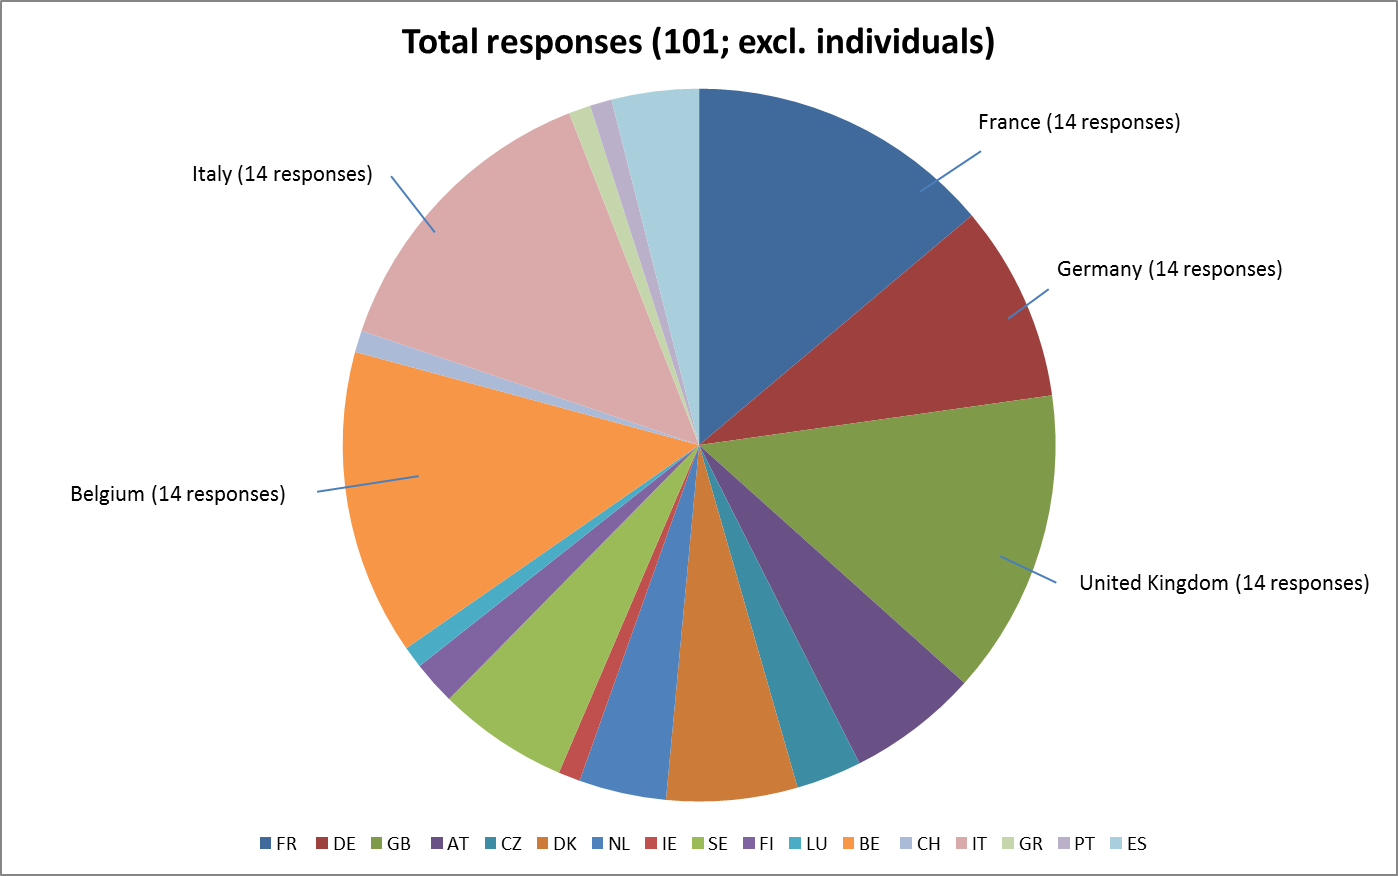 Total responses (101; excl. individuals)
France (14 responses)
Italy (14 responses)
Germany (14 responses)
Belgium (14 responses)
United Kingdom (14 responses)
FR DE GB AT CZ DK NL IE SE FI LU BE CH IT GR PT ES